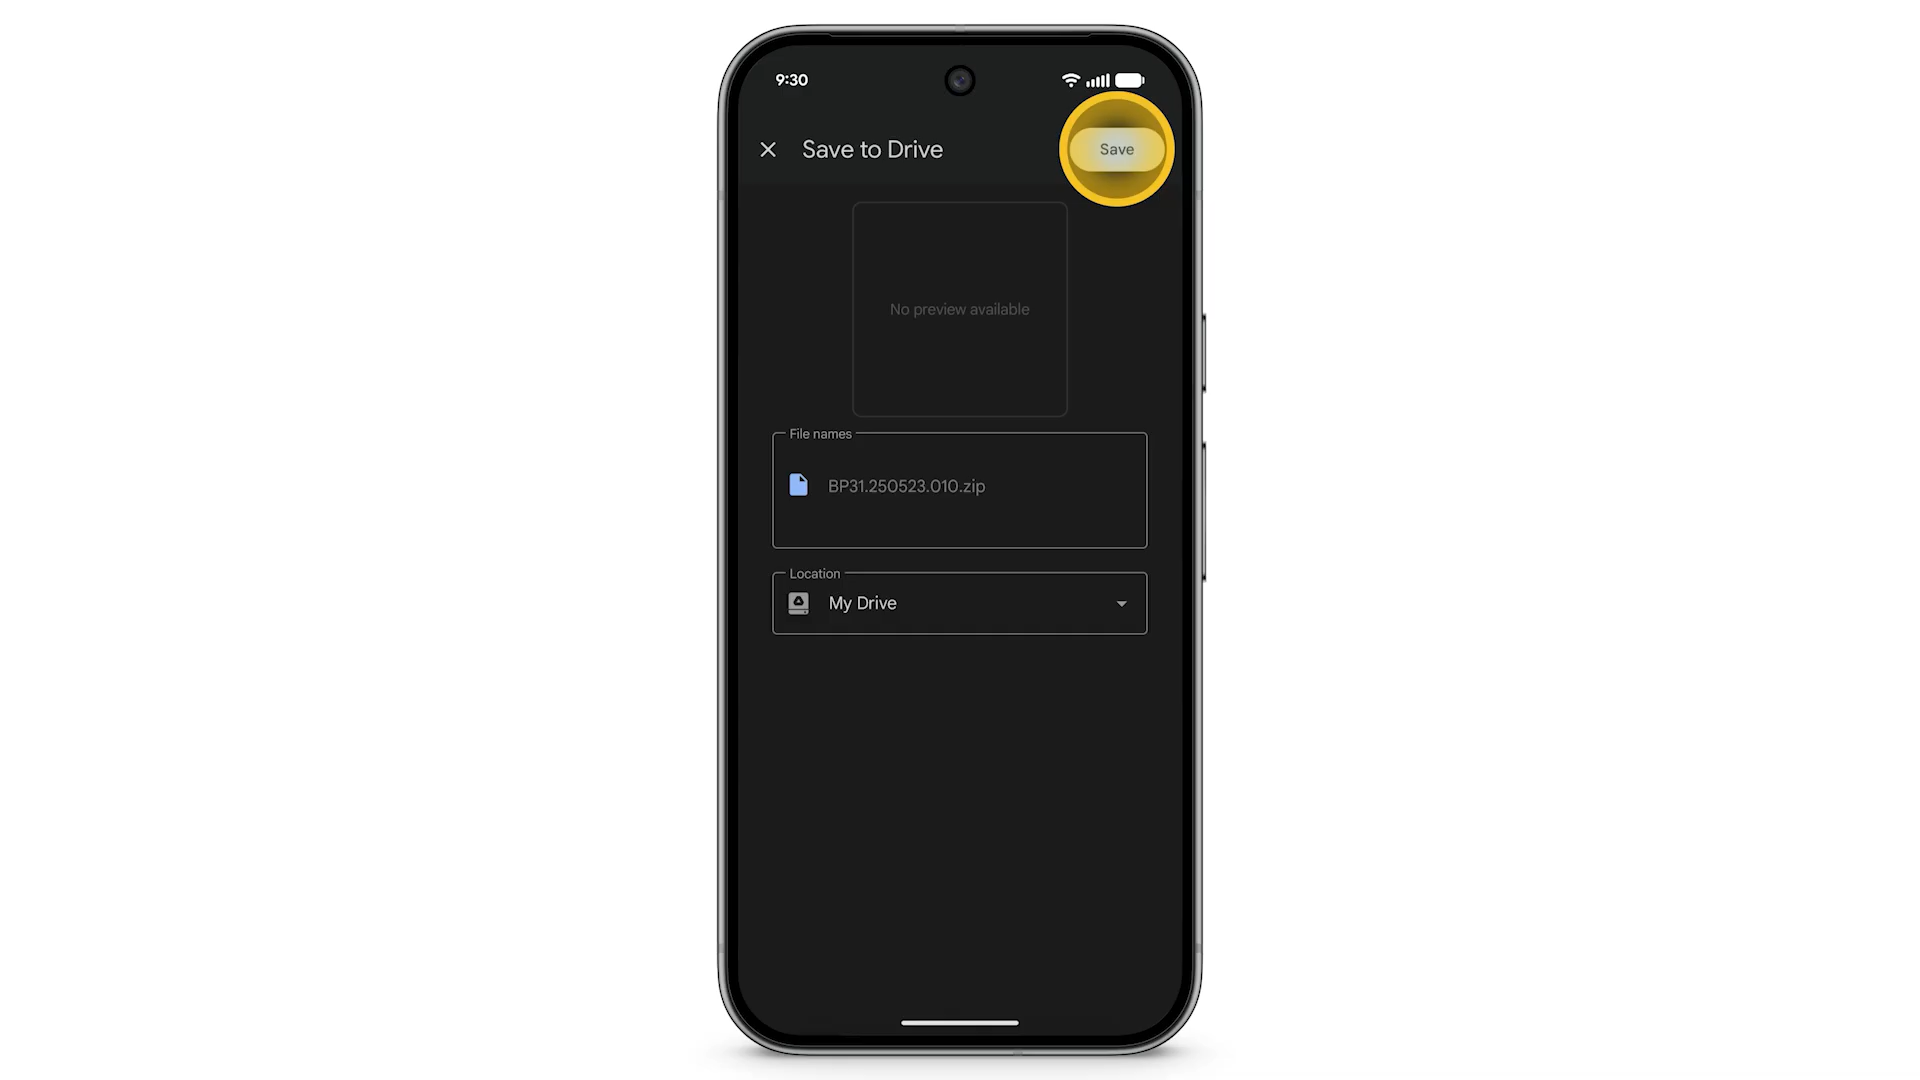 9:30
Save to Drive
Save
No preview available
File names
BP31.250523.010.zip
Location
My Drive